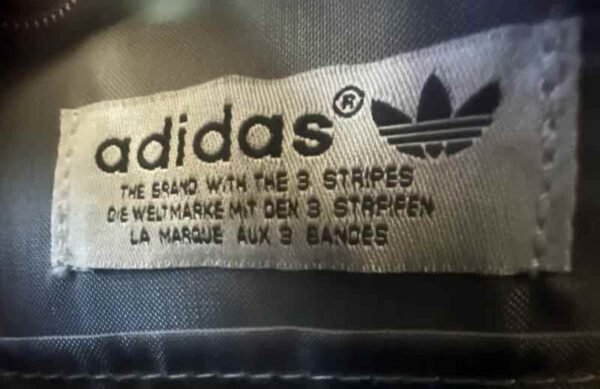 adidas®
THE BRAND WITH THE 3 STRIPES
DIE WELTMARKE MIT DEN 3 STREIFEN
LA MARQUE AUX 3 BANDES